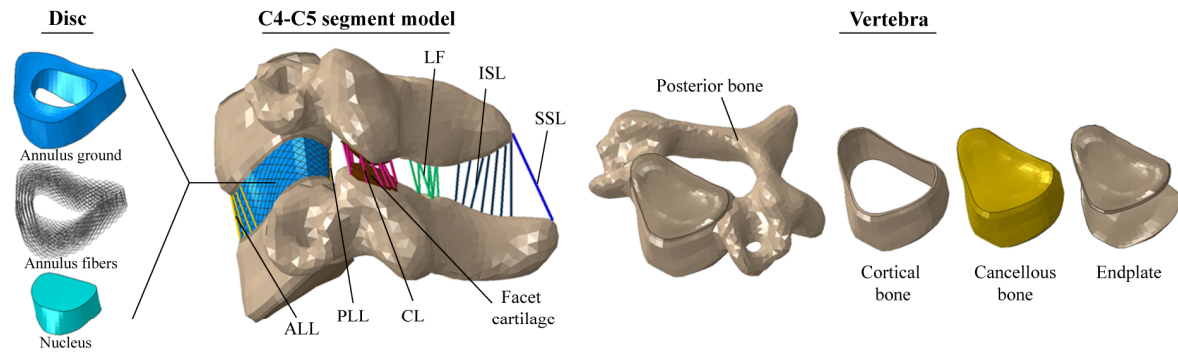 Disc
Annulus ground
Annulus fibers
Nucleus
C4-C5 segment model
LF
ISL
SSL
ALL
PLL
CL
Facet
cartilage
Vertebra
Posterior bone
Cortical
bone
Cancellous
bone
Endplate